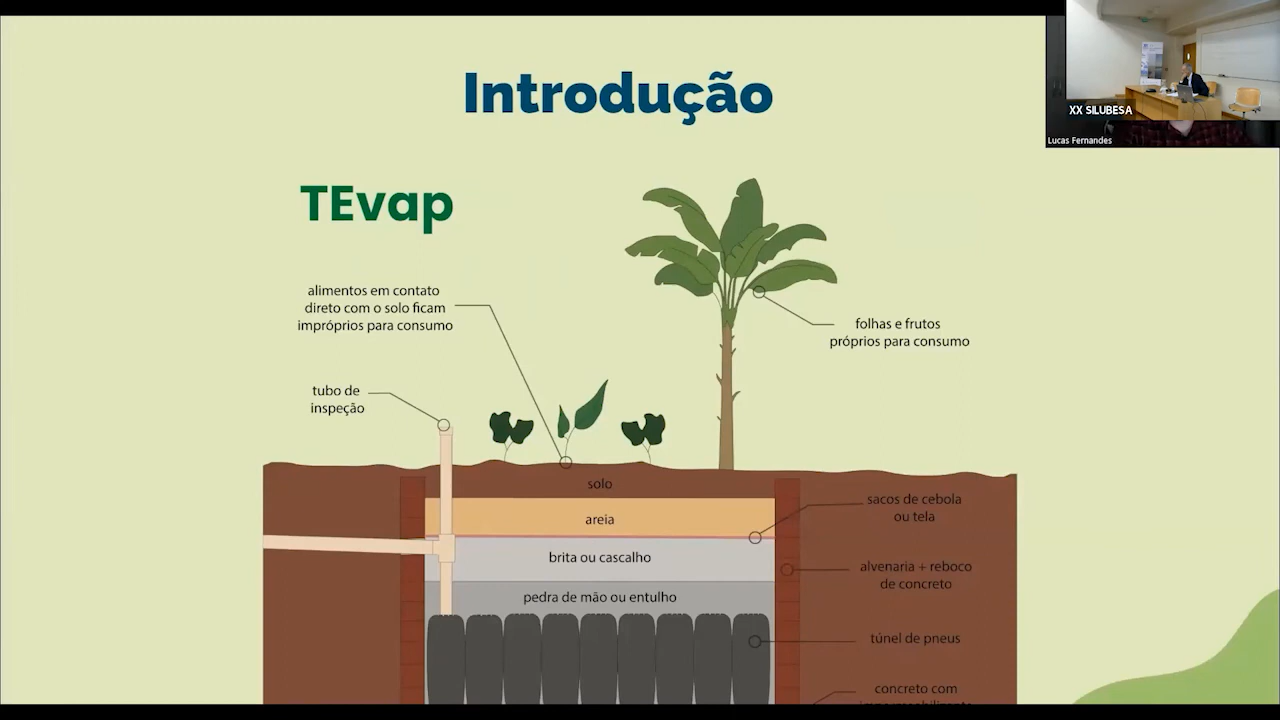 Introdução
XX SILUBESA
Lucas Fernandes
TEvap
alimentos em contato
direto com o solo ficam
impróprios para consumo
folhas e frutos
próprios para consumo
tubo de
inspeção
solo
areia
brita ou cascalho
pedra de mão ou entulho
sacos de cebola
ou tela
alvenaria + reboco
de concreto
túnel de pneus
concreto com